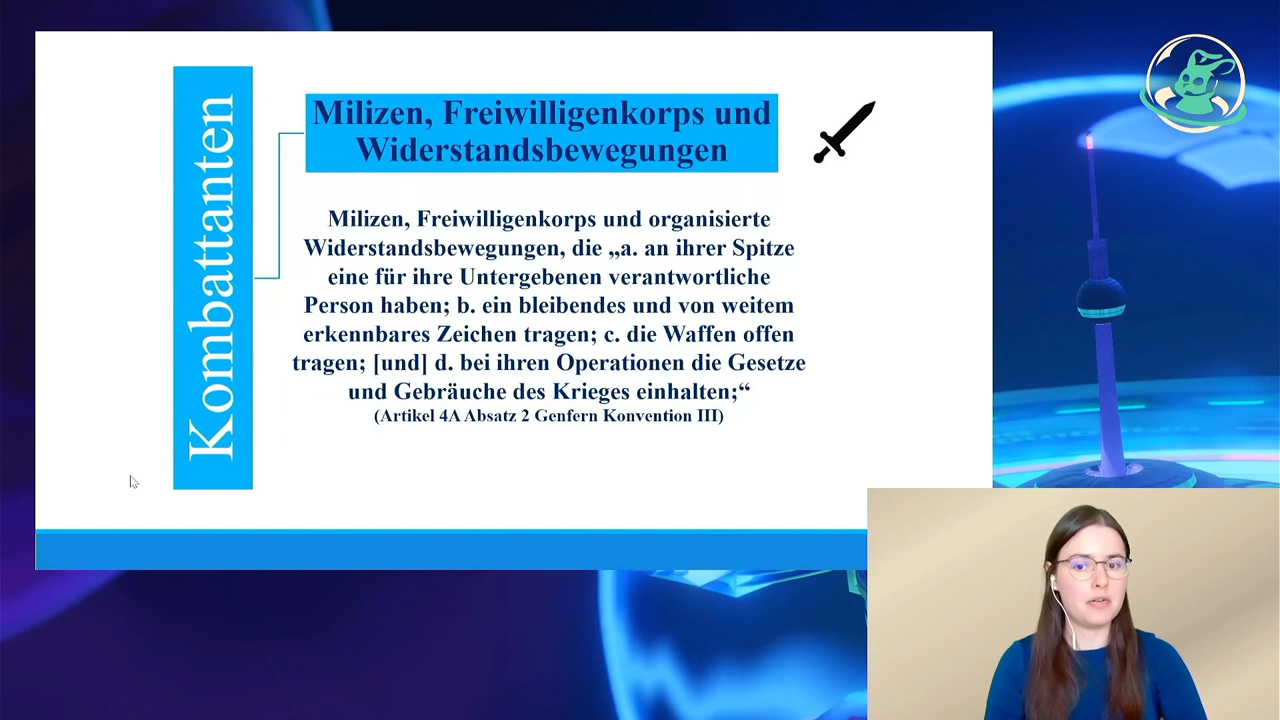 Kombattanten
Milizen, Freiwilligenkorps und
Widerstandsbewegungen
Milizen, Freiwilligenkorps und organisierte
Widerstandsbewegungen, die „a. an ihrer Spitze
eine für ihre Untergebenen verantwortliche
Person haben; b. ein bleibendes und von weitem
erkennbares Zeichen tragen; c. die Waffen offen
tragen; [und] d. bei ihren Operationen die Gesetze
und Gebräuche des Krieges einhalten;“
(Artikel 4A Absatz 2 Genfern Konvention III)